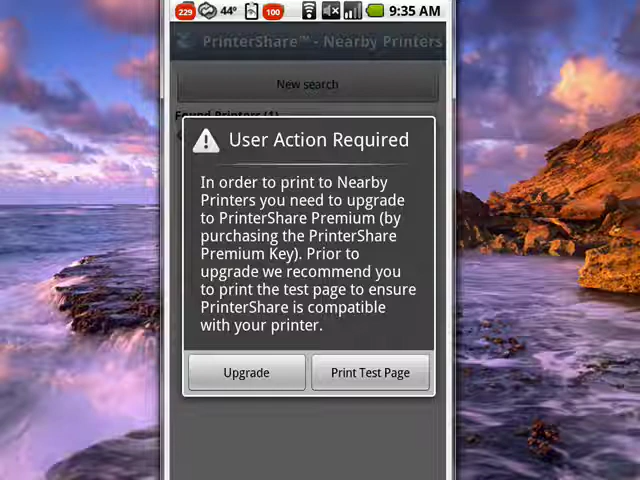 229 44° 100 9:35 AM
PrinterShare™ - Nearby Printers
New search
Found Printers (1)
User Action Required
In order to print to Nearby
Printers you need to upgrade
to PrinterShare Premium (by
purchasing the PrinterShare
Premium Key). Prior to
upgrade we recommend you
to print the test page to ensure
PrinterShare is compatible
with your printer.
Upgrade Print Test Page